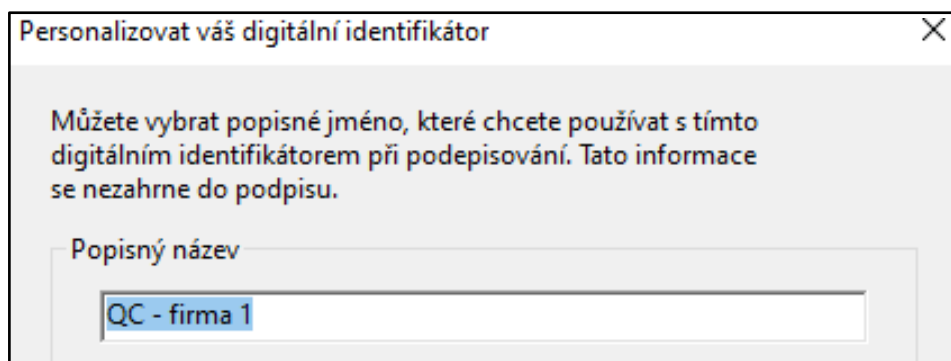 Personalizovat váš digitální identifikátor
Můžete vybrat popisné jméno, které chcete používat s tímto
digitálním identifikátorem při podepisování. Tato informace
se nezahrne do podpisu.
Popisný název
QC - firma 1